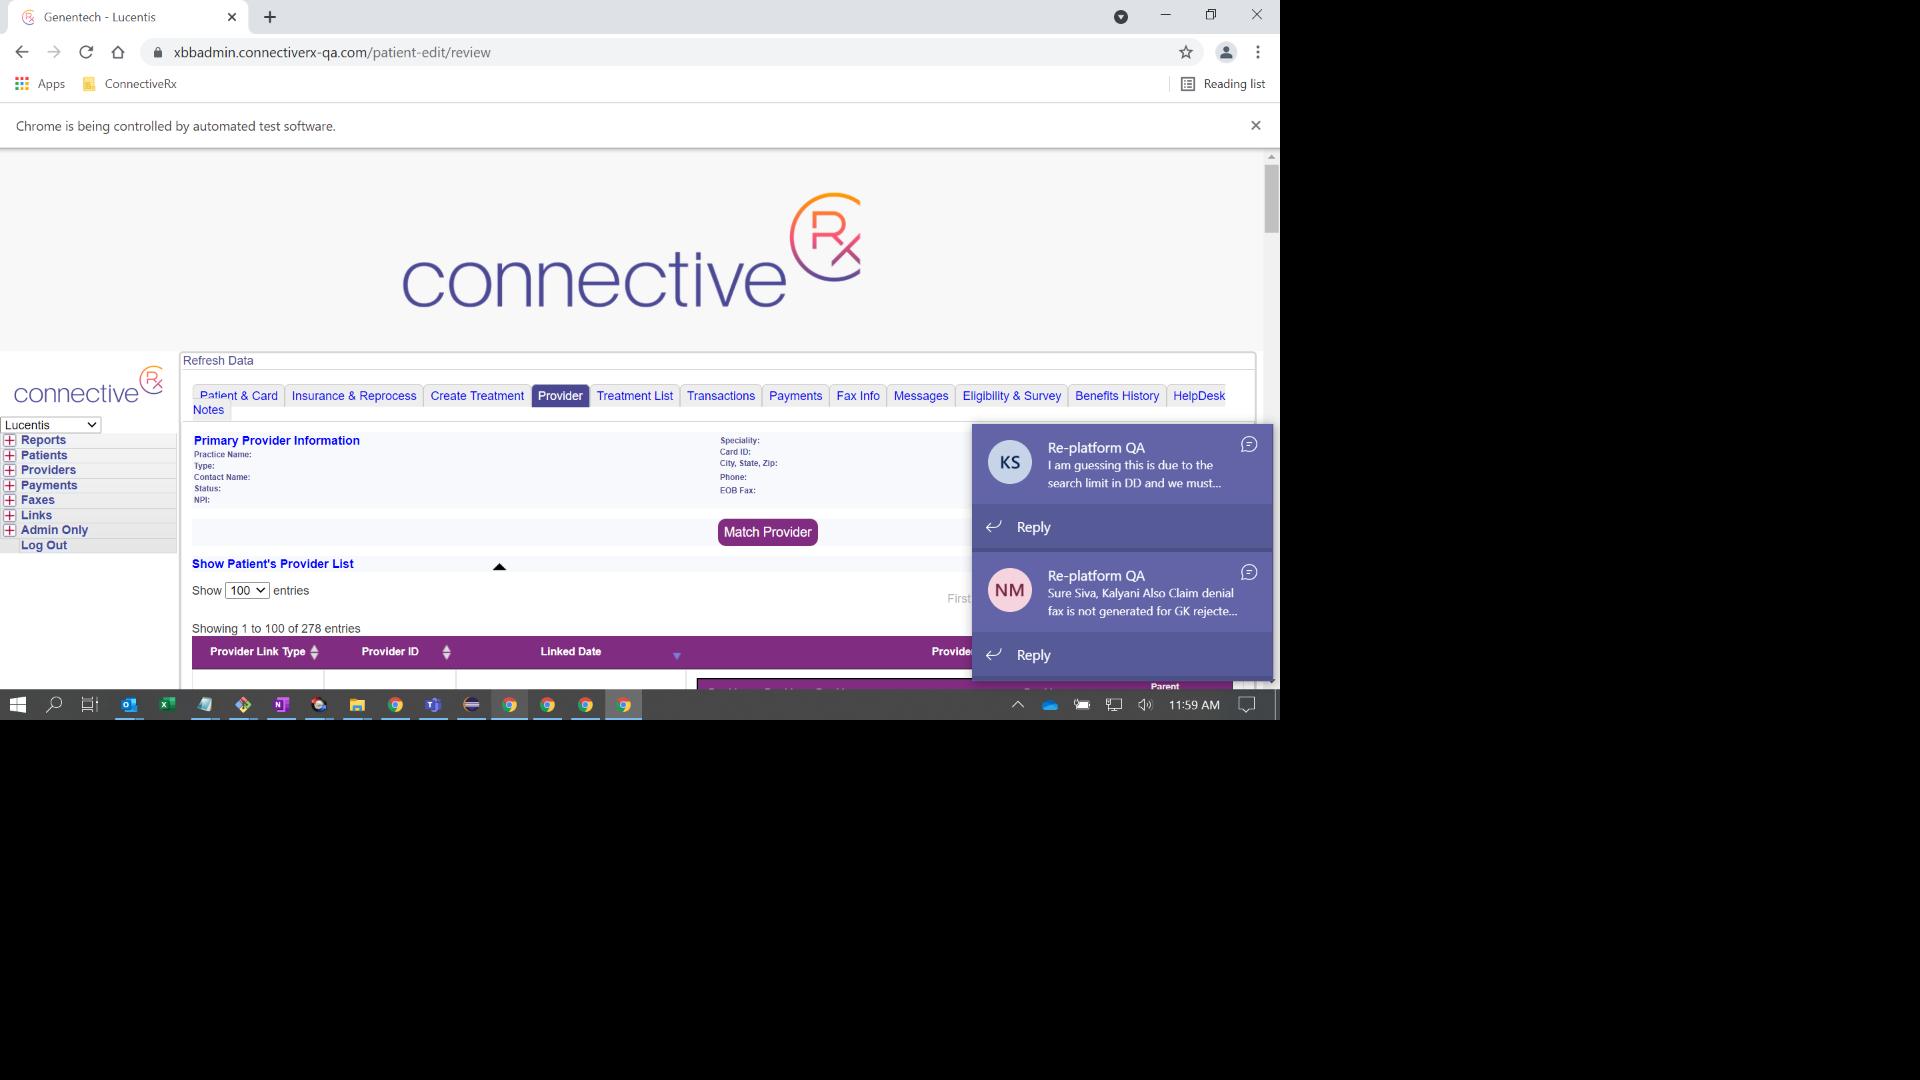 Genentech - Lucentis
xbbadmin.connectiverx-qa.com/patient-edit/review
Apps
ConnectiveRx
Reading list
Chrome is being controlled by automated test software.
connective Rx
connective Rx
Lucentis
Reports
Patients
Providers
Payments
Faxes
Links
Admin Only
Log Out
Refresh Data
Patient & Card
Insurance & Reprocess
Create Treatment
Provider
Treatment List
Transactions
Payments
Fax Info
Messages
Eligibility & Survey
Benefits History
HelpDesk
Notes
Primary Provider Information
Practice Name:
Type:
Contact Name:
Status:
NPI:
Speciality:
Card ID:
City, State, Zip:
Phone:
EOB Fax:
Match Provider
Show Patient's Provider List
Show 100 entries
First
Showing 1 to 100 of 278 entries
Provider Link Type
Provider ID
Linked Date
Parent
KS
Re-platform QA
I am guessing this is due to the
search limit in DD and we must...
Reply
NM
Re-platform QA
Sure Siva, Kalyani Also Claim denial
fax is not generated for GK rejecte...
Reply
11:59 AM